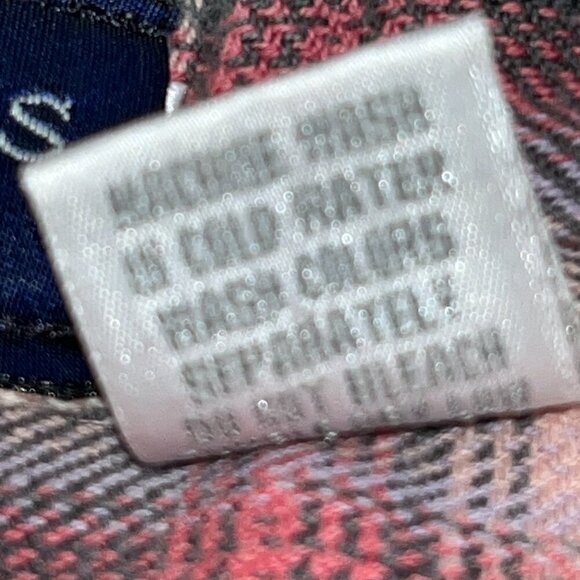 S
MACHINE WASH
IN COLD WATER
WASH COLORS
SEPARATELY
DO NOT BLEACH